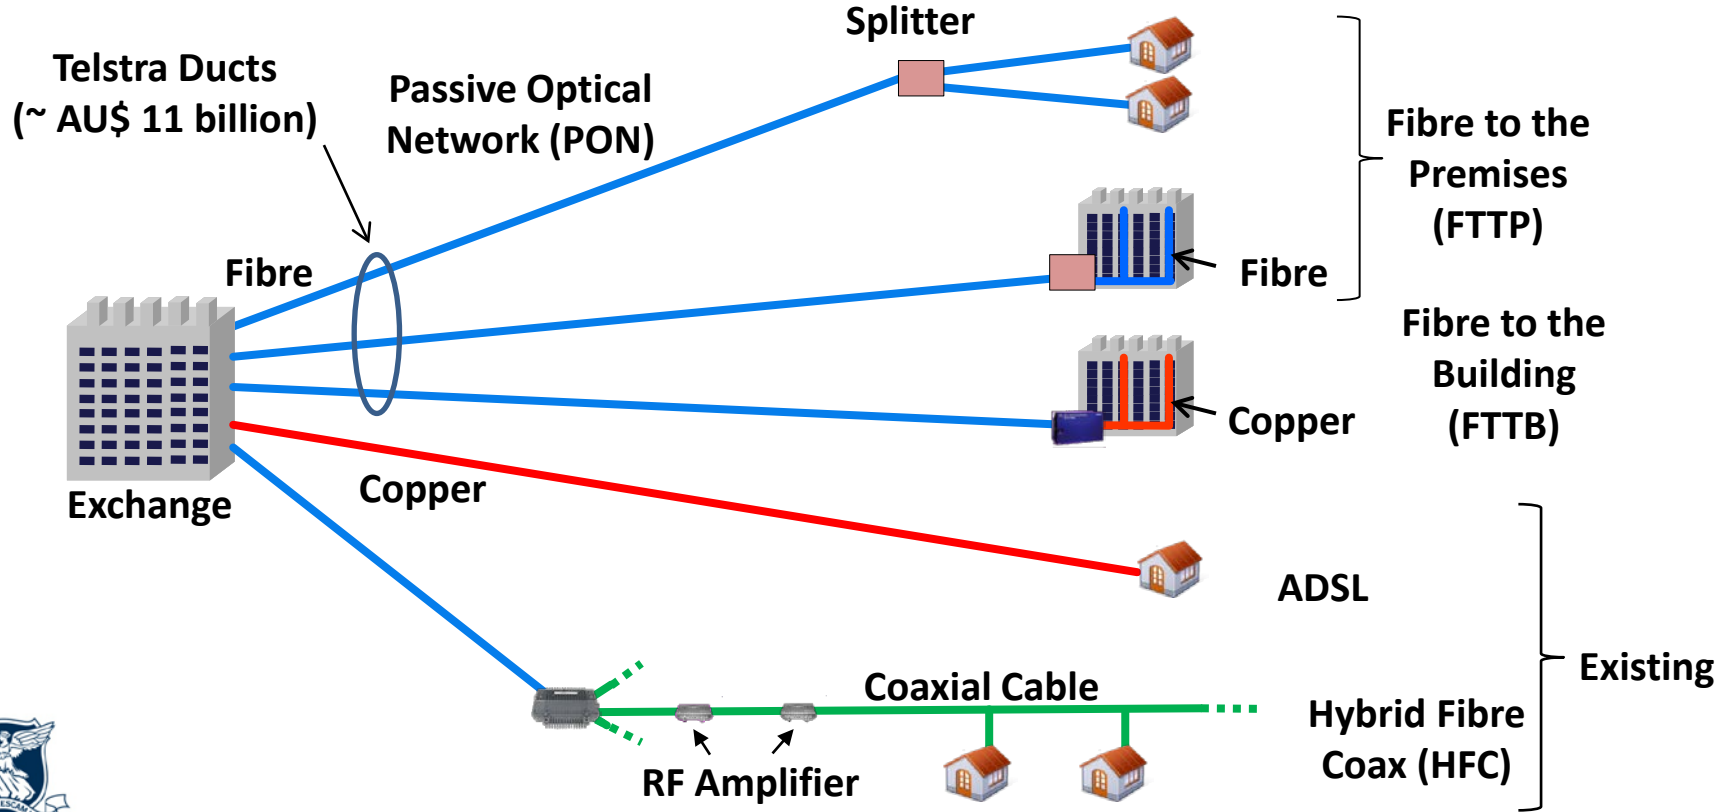 Splitter
Telstra Ducts
(~ AU$ 11 billion)
Passive Optical
Network (PON)
Fibre to the
Premises
(FTTP)
Fibre
Fibre
Fibre to the
Building
(FTTB)
Copper
Exchange
Copper
ADSL
Existing
Coaxial Cable
Hybrid Fibre
Coax (HFC)
RF Amplifier